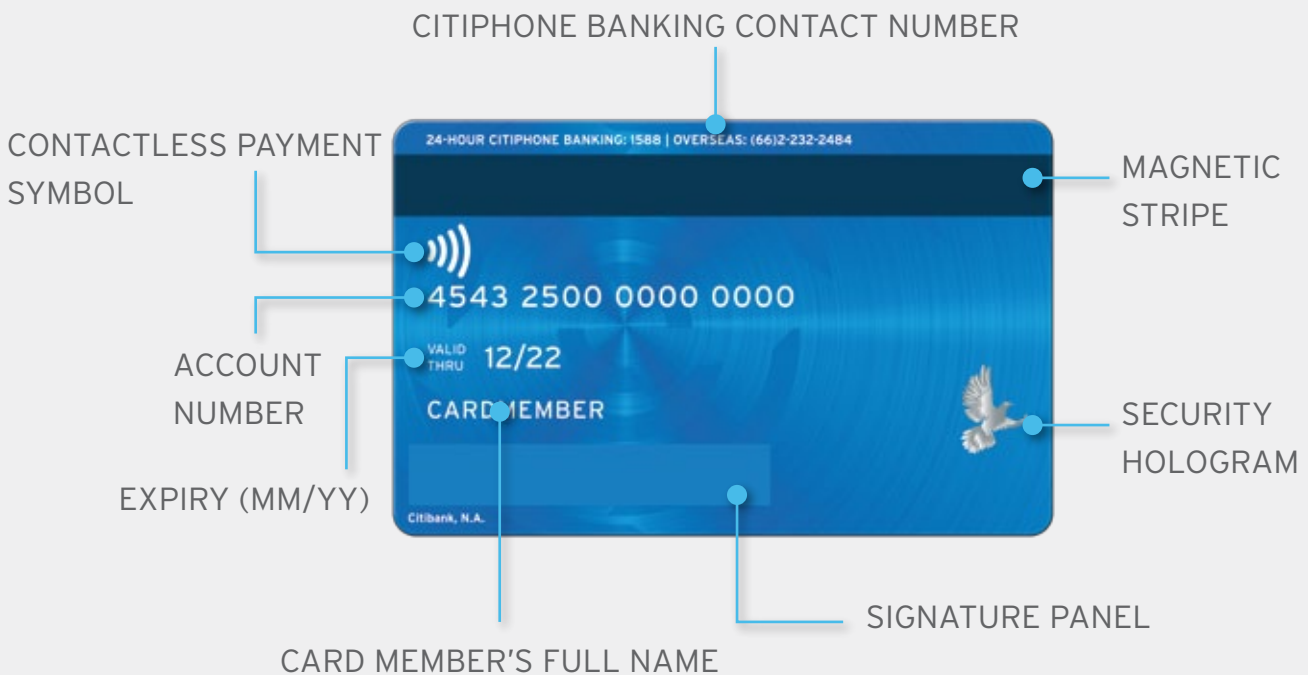 CITIPHONE BANKING CONTACT NUMBER
CONTACTLESS PAYMENT
SYMBOL
24-HOUR CITIPHONE BANKING: 1588 | OVERSEAS: (66)2-232-2484
MAGNETIC
STRIPE
4543 2500 0000 0000
ACCOUNT
NUMBER
VALID
THRU 12/22
CARDMEMBER
SECURITY
HOLOGRAM
EXPIRY (MM/YY)
Citibank, N.A.
SIGNATURE PANEL
CARD MEMBER'S FULL NAME